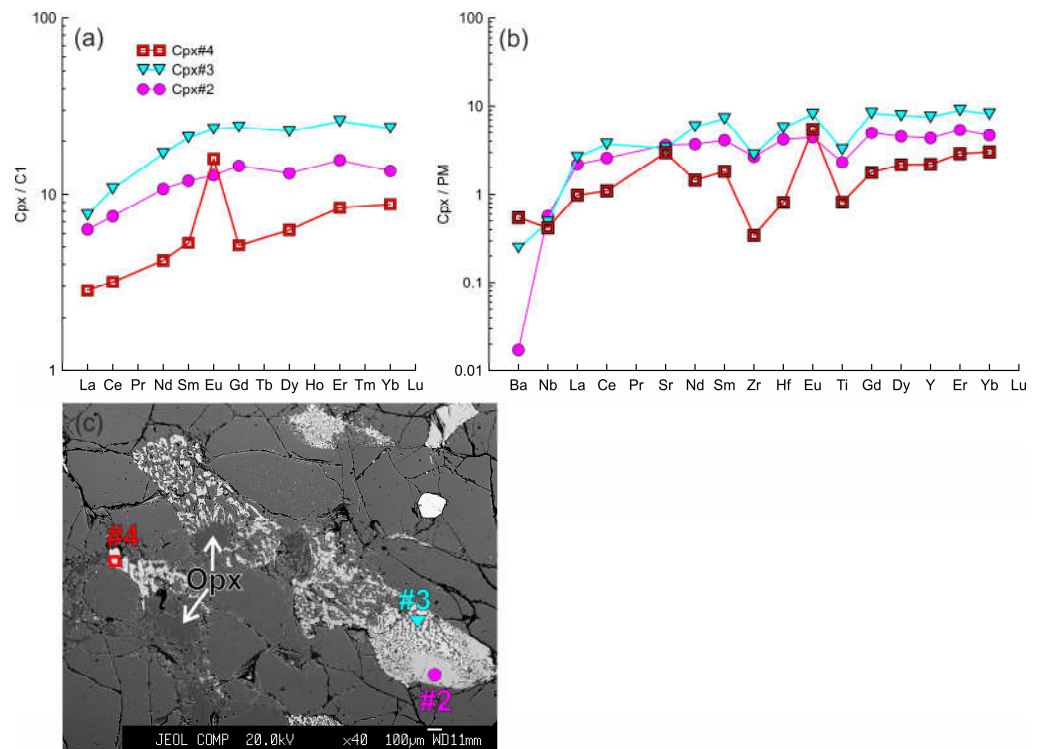 (a)
100
10
1
Cpx / C1
Cpx#4
Cpx#3
Cpx#2
La Ce Pr Nd Sm Eu Gd Tb Dy Ho Er Tm Yb Lu
(b)
100
10
1
0.1
0.01
Cpx / PM
Ba Nb La Ce Pr Sr Nd Sm Zr Hf Eu Ti Gd Dy Y Er Yb Lu
(c)
#4
Opx
#3
#2
JEOL COMP 20.0kV ×40 100µm WD11mm